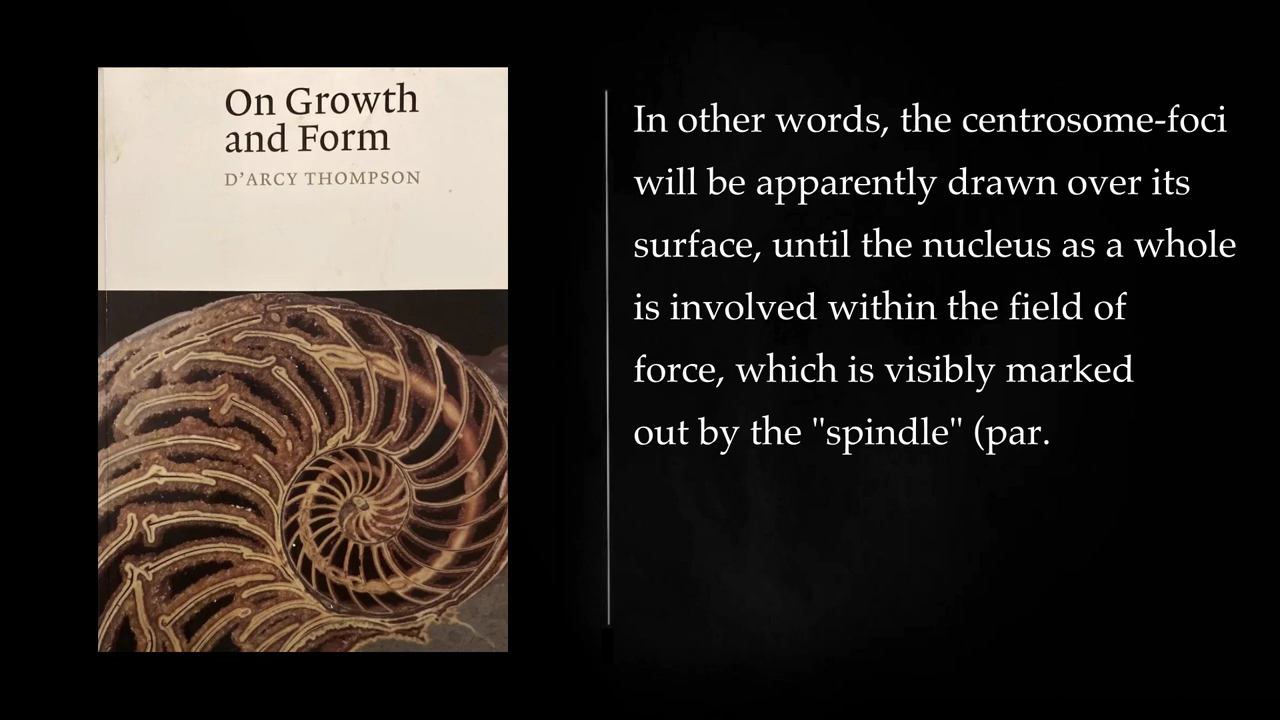 On Growth
and Form
D'ARCY THOMPSON
In other words, the centrosome-foci
will be apparently drawn over its
surface, until the nucleus as a whole
is involved within the field of
force, which is visibly marked
out by the "spindle" (par.